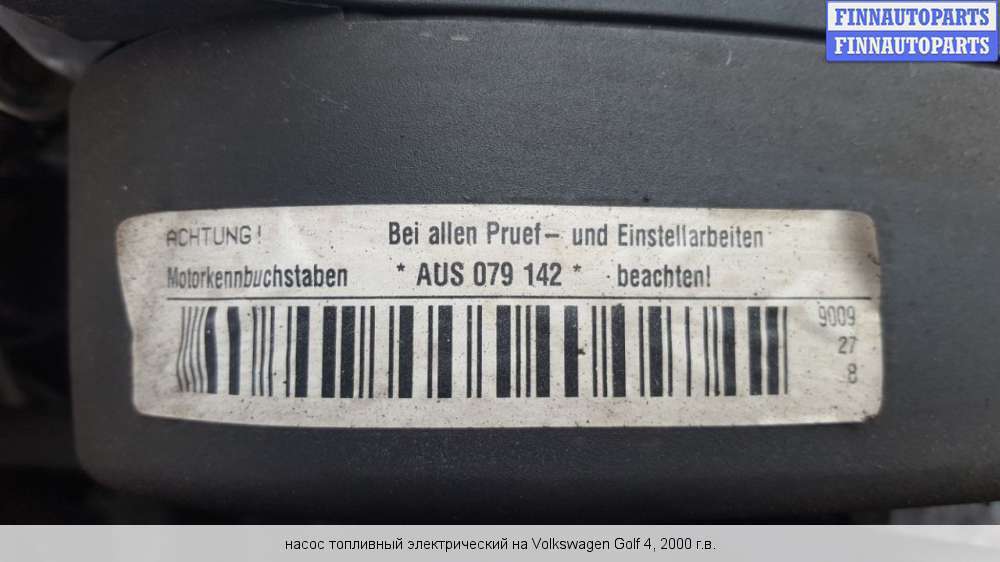 FINNAUTOPARTS
FINNAUTOPARTS
ACHTUNG! Bei allen Pruef- und Einstellarbeiten
Motorkennbuchstaben * AUS 079 142 * beachten!
9009
27
8
насос топливный электрический на Volkswagen Golf 4, 2000 г.в.